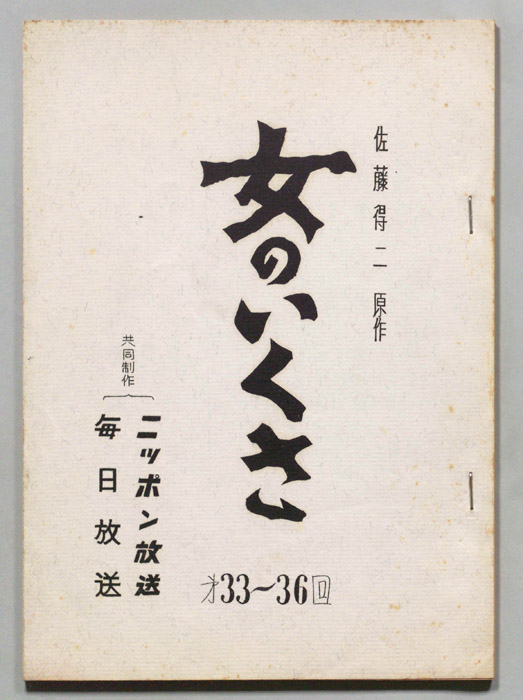 佐藤得二 原作
女のいくさ
第33〜36回
共同制作
ニッポン放送
毎日放送